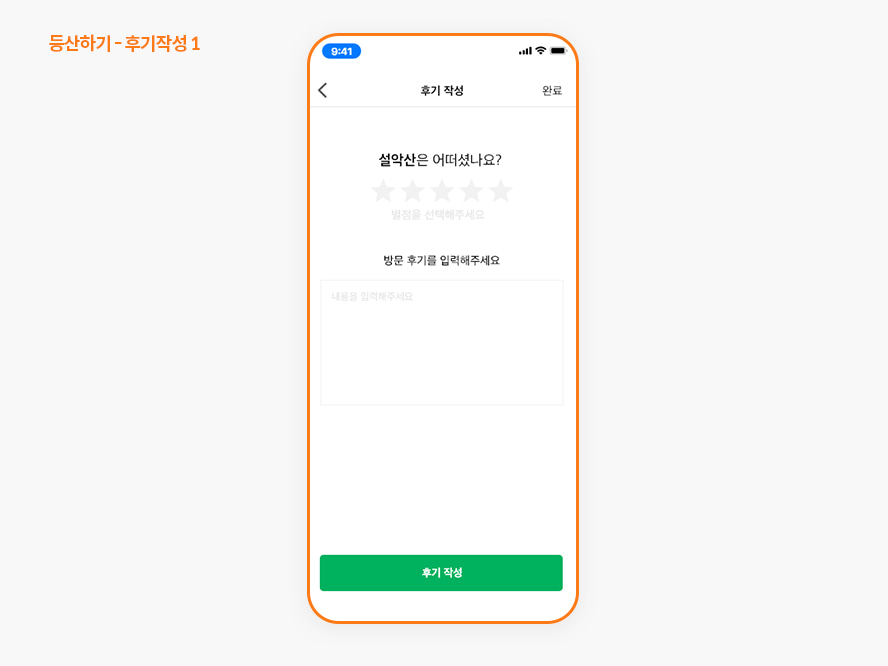 등산하기 - 후기작성 1
9:41
후기 작성
완료
설악산은 어떠셨나요?
별점을 선택해주세요
방문 후기를 입력해주세요
내용을 입력해주세요
후기 작성